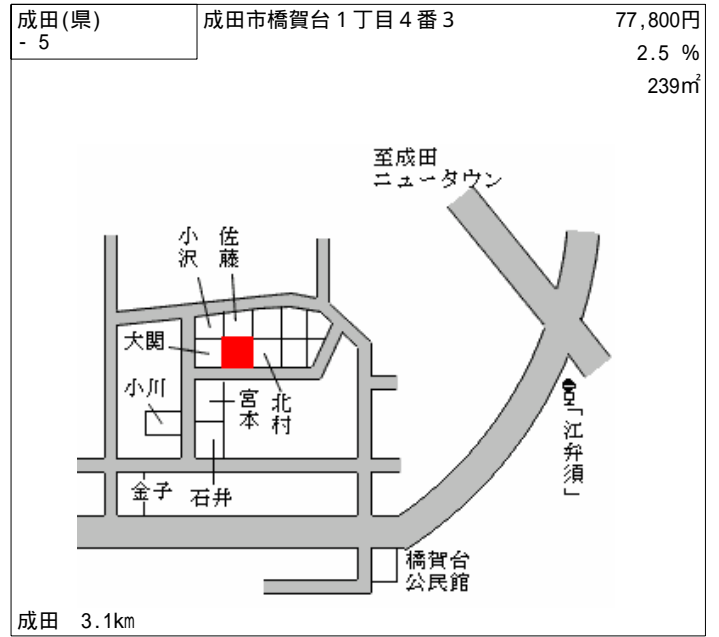 成田(県)
- 5
成田市橋賀台1丁目4番3
77,800円
2.5 %
239㎡
至成田
ニュータウン
小沢
佐藤
大関
小川
宮本
北村
「江弁須」
金子
石井
橋賀台
公民館
成田 3.1km